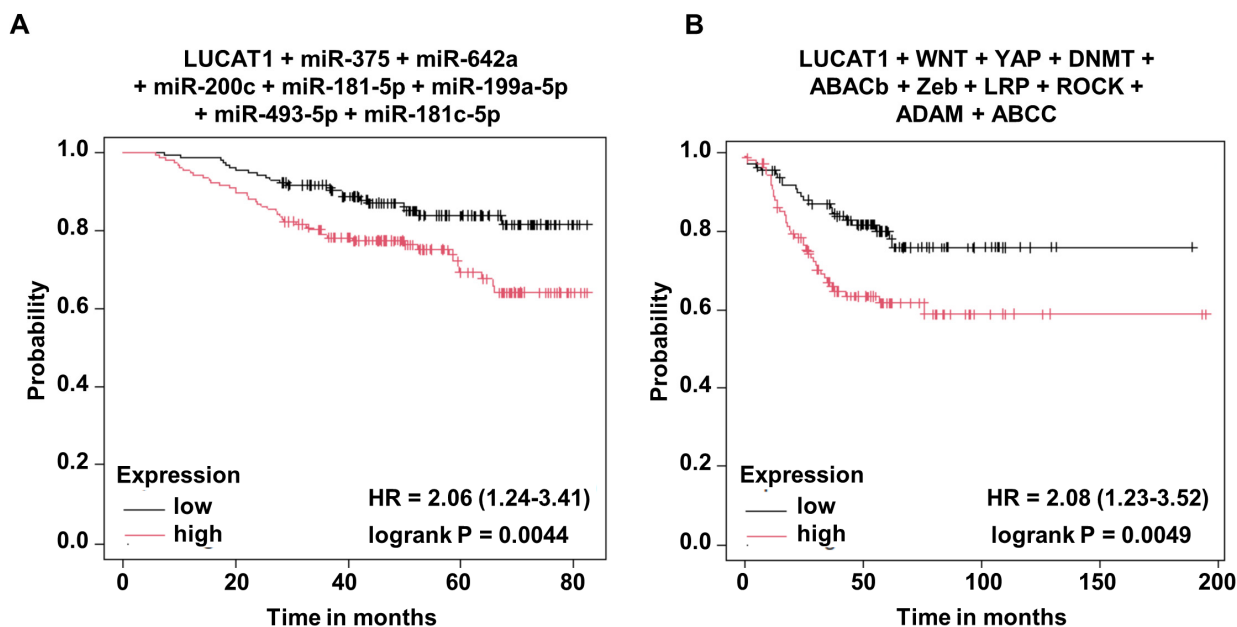 A
LUCAT1 + miR-375 + miR-642a
+ miR-200c + miR-181-5p + miR-199a-5p
+ miR-493-5p + miR-181c-5p
1.0
0.8
0.6
0.4
0.2
0.0
Probability
Expression
low
high
HR = 2.06 (1.24-3.41)
logrank P = 0.0044
0 20 40 60 80
Time in months
B
LUCAT1 + WNT + YAP + DNMT +
ABACb + Zeb + LRP + ROCK +
ADAM + ABCC
1.0
0.8
0.6
0.4
0.2
0.0
Probability
Expression
low
high
HR = 2.08 (1.23-3.52)
logrank P = 0.0049
0 50 100 150 200
Time in months